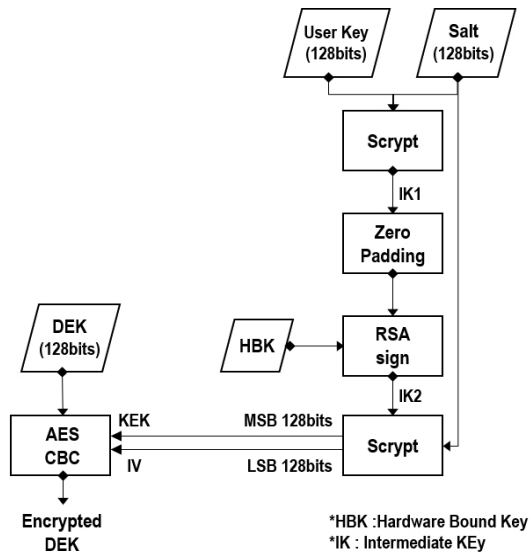 User Key
(128bits)
Salt
(128bits)
Scrypt
IK1
Zero
Padding
DEK
(128bits)
HBK
RSA
sign
IK2
AES
CBC
KEK
MSB 128bits
IV
LSB 128bits
Scrypt
Encrypted
DEK
*HBK :Hardware Bound Key
*IK : Intermediate KEy